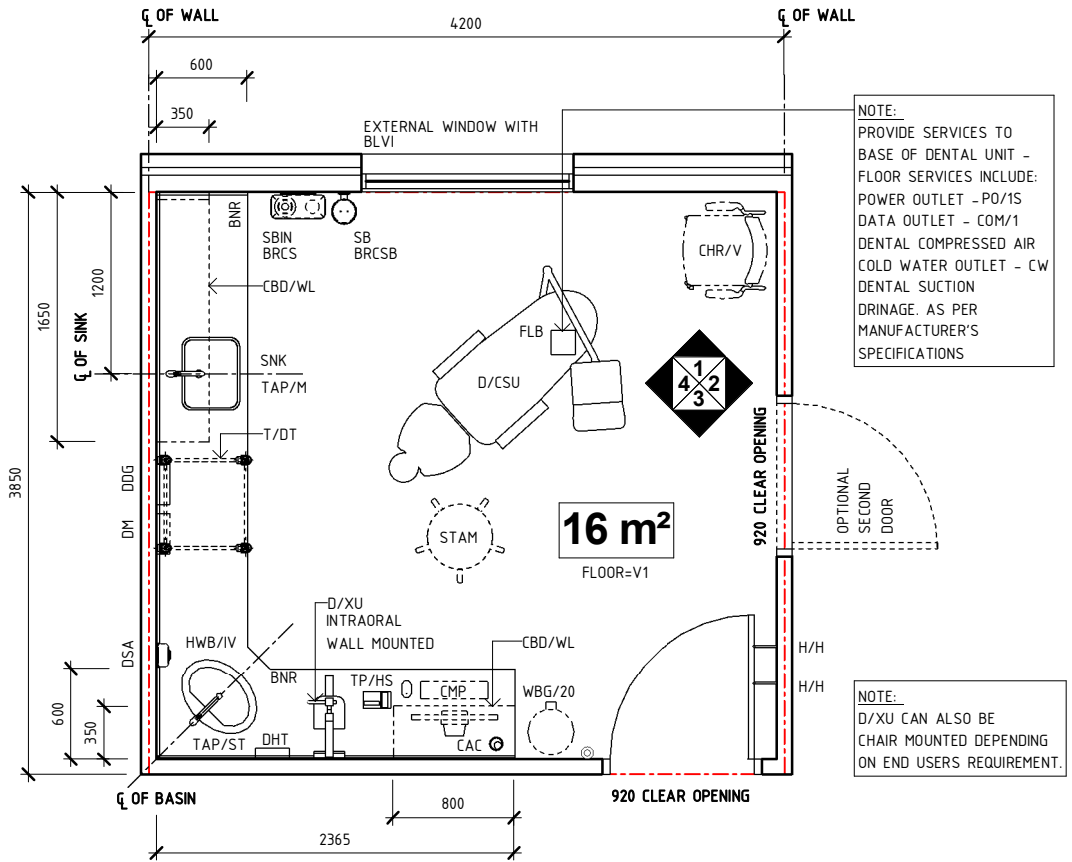 ℄ OF WALL
℄ OF WALL
4200
600
350
EXTERNAL WINDOW WITH
BLVI
NOTE:
PROVIDE SERVICES TO
BASE OF DENTAL UNIT -
FLOOR SERVICES INCLUDE:
POWER OUTLET -PO/1S
DATA OUTLET - COM/1
DENTAL COMPRESSED AIR
COLD WATER OUTLET - CW
DENTAL SUCTION
DRINAGE. AS PER
MANUFACTURER'S
SPECIFICATIONS
BNR
SBIN
BRCS
SB
BRCSB
CHR/V
1200
1650
3850
CBD/WL
℄ OF SINK
SNK
TAP/M
FLB
D/CSU
1
4 2
3
T/DT
DDG
DM
STAM
16 m²
FLOOR=V1
920 CLEAR OPENING
OPTIONAL
SECOND
DOOR
D/XU
INTRAORAL
WALL MOUNTED
CBD/WL
HWB/IV
DSA
BNR
TP/HS
CMP
WBG/20
H/H
H/H
600
350
TAP/ST
DHT
CAC
NOTE:
D/XU CAN ALSO BE
CHAIR MOUNTED DEPENDING
ON END USERS REQUIREMENT.
℄ OF BASIN
920 CLEAR OPENING
800
2365